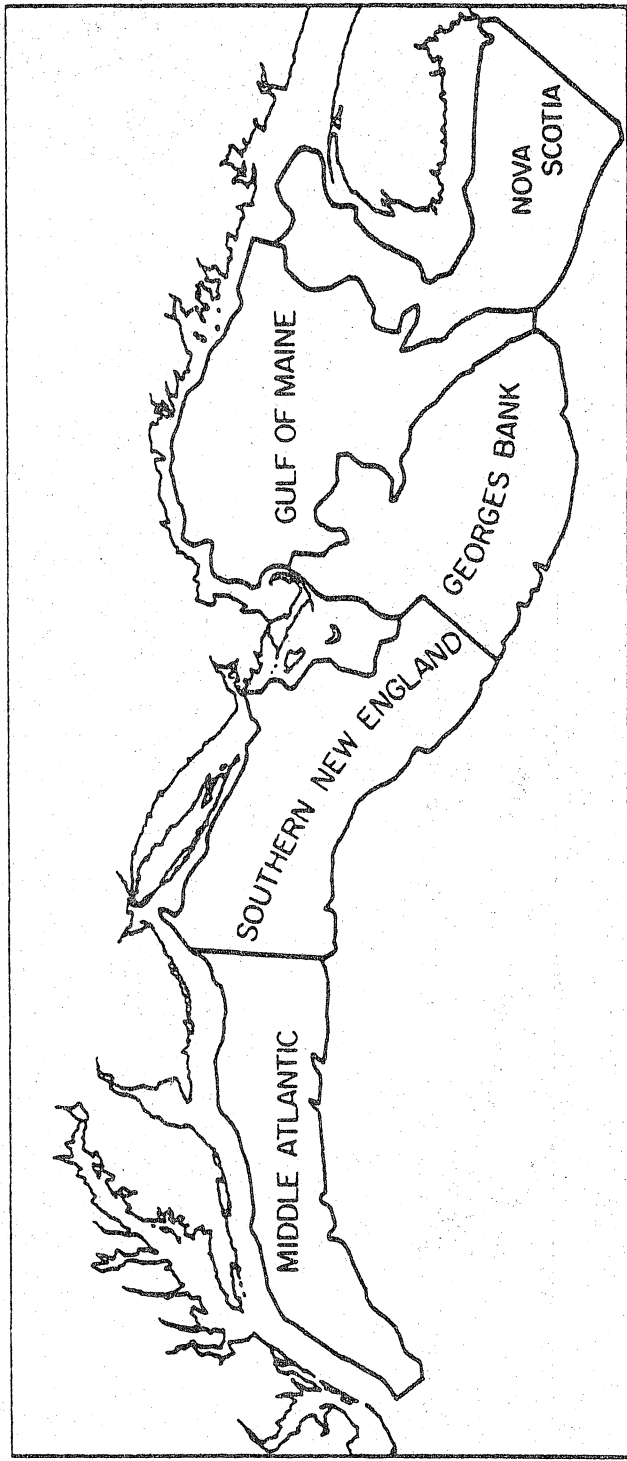 MIDDLE ATLANTIC
SOUTHERN NEW ENGLAND
GULF OF MAINE
GEORGES BANK
NOVA
SCOTIA